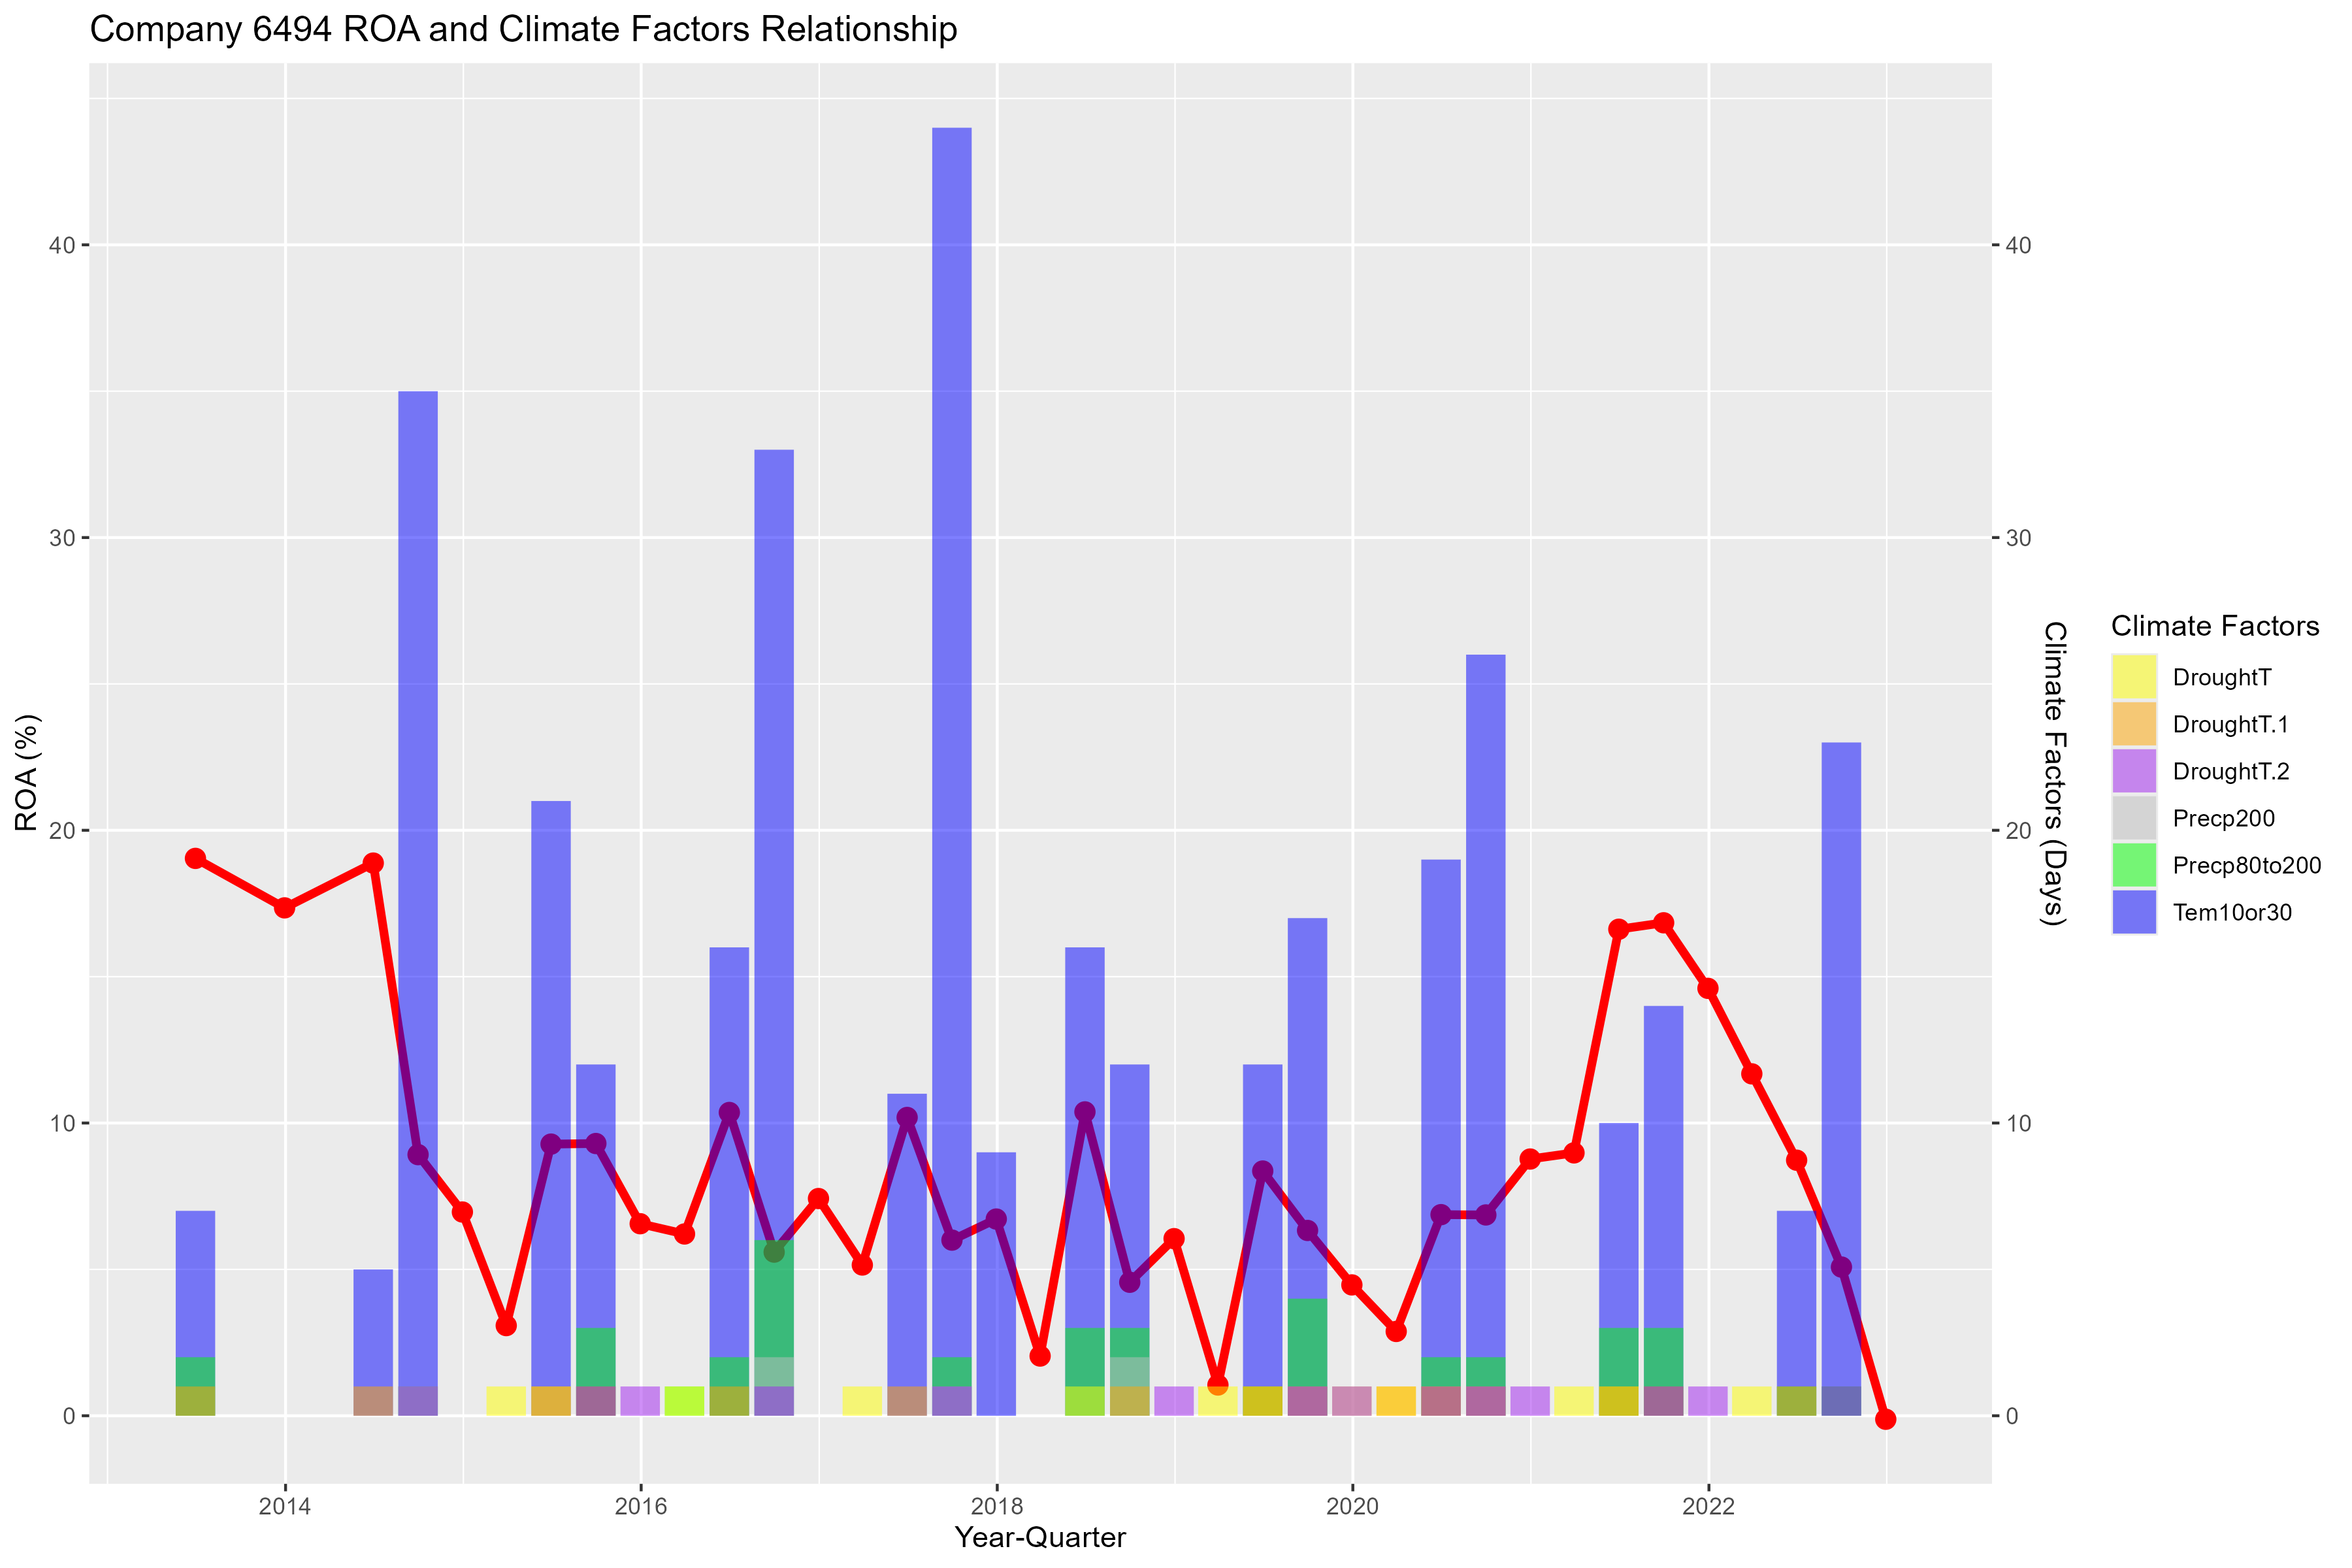 Company 6494 ROA and Climate Factors Relationship
ROA (%)
40
30
20
10
0
40
30
20
10
0
Climate Factors (Days)
2014
2016
2018
2020
2022
Year-Quarter
Climate Factors
DroughtT
DroughtT.1
DroughtT.2
Precp200
Precp80to200
Tem10or30